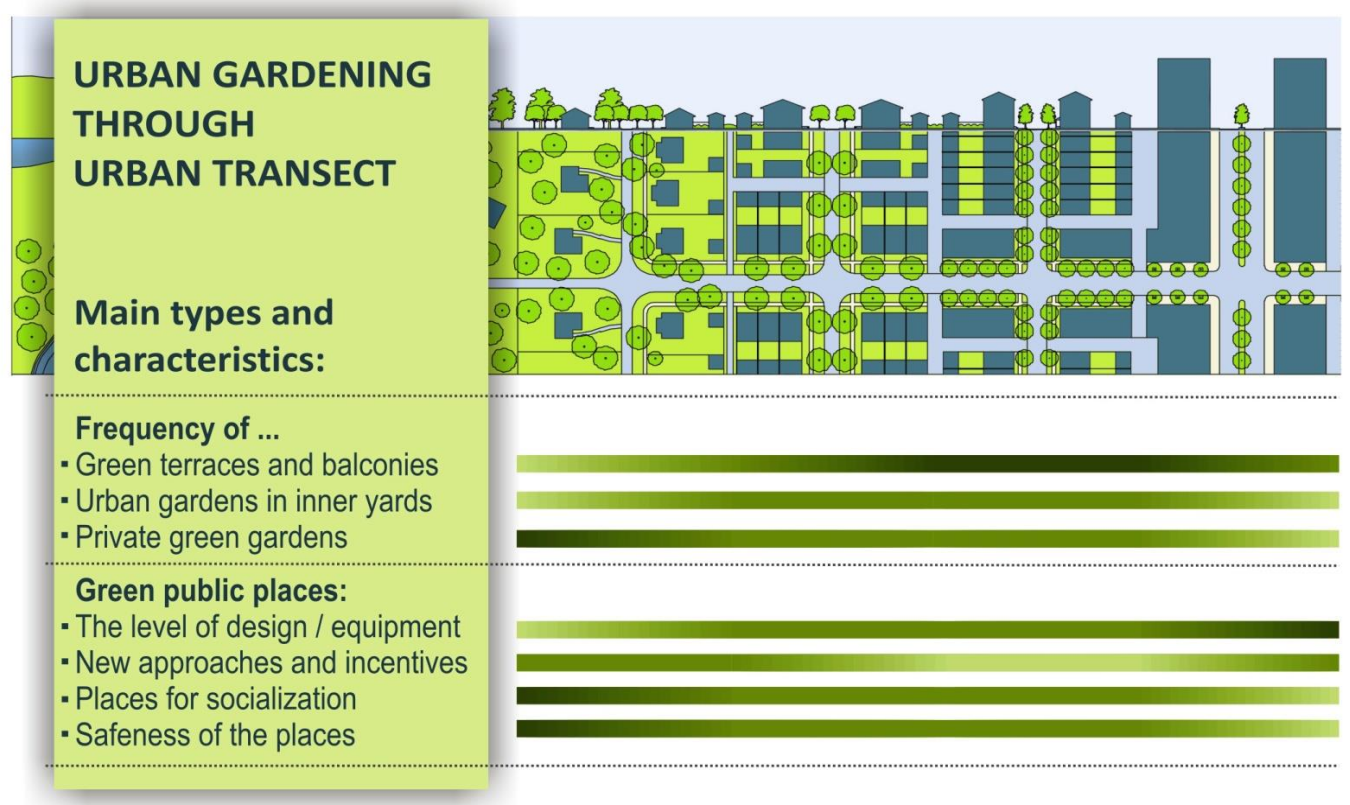 URBAN GARDENING
THROUGH
URBAN TRANSECT
Main types and
characteristics:
Frequency of ...
▪ Green terraces and balconies
▪ Urban gardens in inner yards
▪ Private green gardens
Green public places:
▪ The level of design / equipment
▪ New approaches and incentives
▪ Places for socialization
▪ Safeness of the places